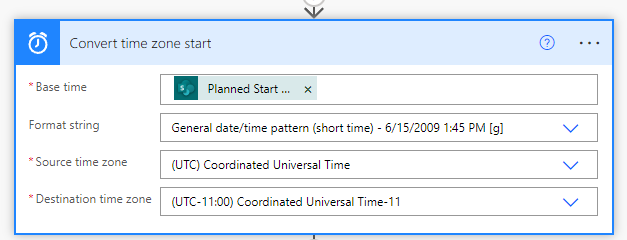 Convert time zone start
* Base time
Planned Start ... ×
Format string
General date/time pattern (short time) - 6/15/2009 1:45 PM [g]
* Source time zone
(UTC) Coordinated Universal Time
* Destination time zone
(UTC-11:00) Coordinated Universal Time-11